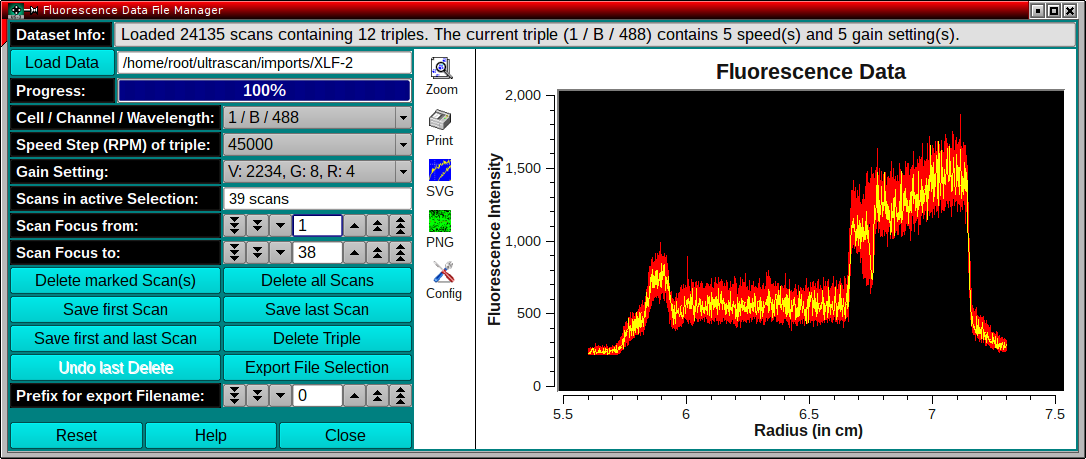 Fluorescence Data File Manager
Dataset Info: Loaded 24135 scans containing 12 triples. The current triple (1 / B / 488) contains 5 speed(s) and 5 gain setting(s).
Load Data /home/root/ultrascan/imports/XLF-2
Progress: 100%
Cell / Channel / Wavelength: 1 / B / 488
Speed Step (RPM) of triple: 45000
Gain Setting: V: 2234, G: 8, R: 4
Scans in active Selection: 39 scans
Scan Focus from: 1
Scan Focus to: 38
Delete marked Scan(s) Delete all Scans
Save first Scan Save last Scan
Save first and last Scan Delete Triple
Undo last Delete Export File Selection
Prefix for export Filename: 0
Reset Help Close
Zoom
Print
SVG
PNG
Config
Fluorescence Data
Fluorescence Intensity
2,000
1,500
1,000
500
0
5.5 6 6.5 7 7.5
Radius (in cm)